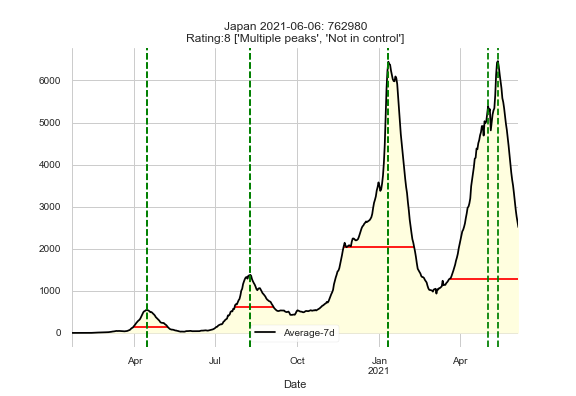 Japan 2021-06-06: 762980
Rating:8 ['Multiple peaks', 'Not in control']
6000
5000
4000
3000
2000
1000
0
Average-7d
Apr Jul Oct Jan Apr
2021
Date